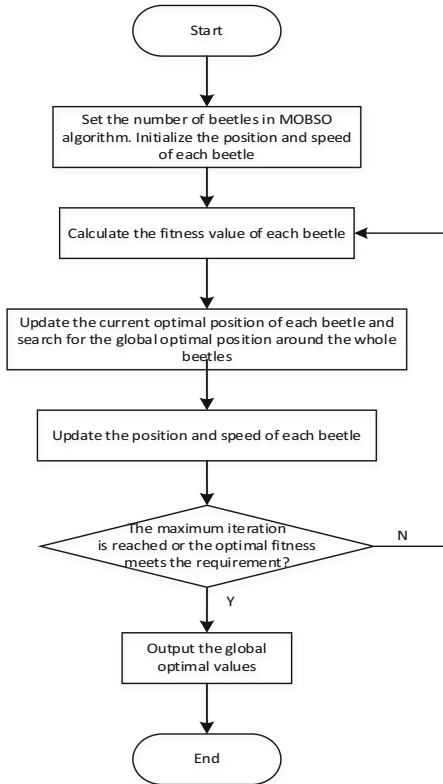 Start
Set the number of beetles in MOBSO
algorithm. Initialize the position and speed
of each beetle
Calculate the fitness value of each beetle
Update the current optimal position of each beetle and
search for the global optimal position around the whole
beetles
Update the position and speed of each beetle
The maximum iteration
is reached or the optimal fitness
meets the requirement?
N
Y
Output the global
optimal values
End